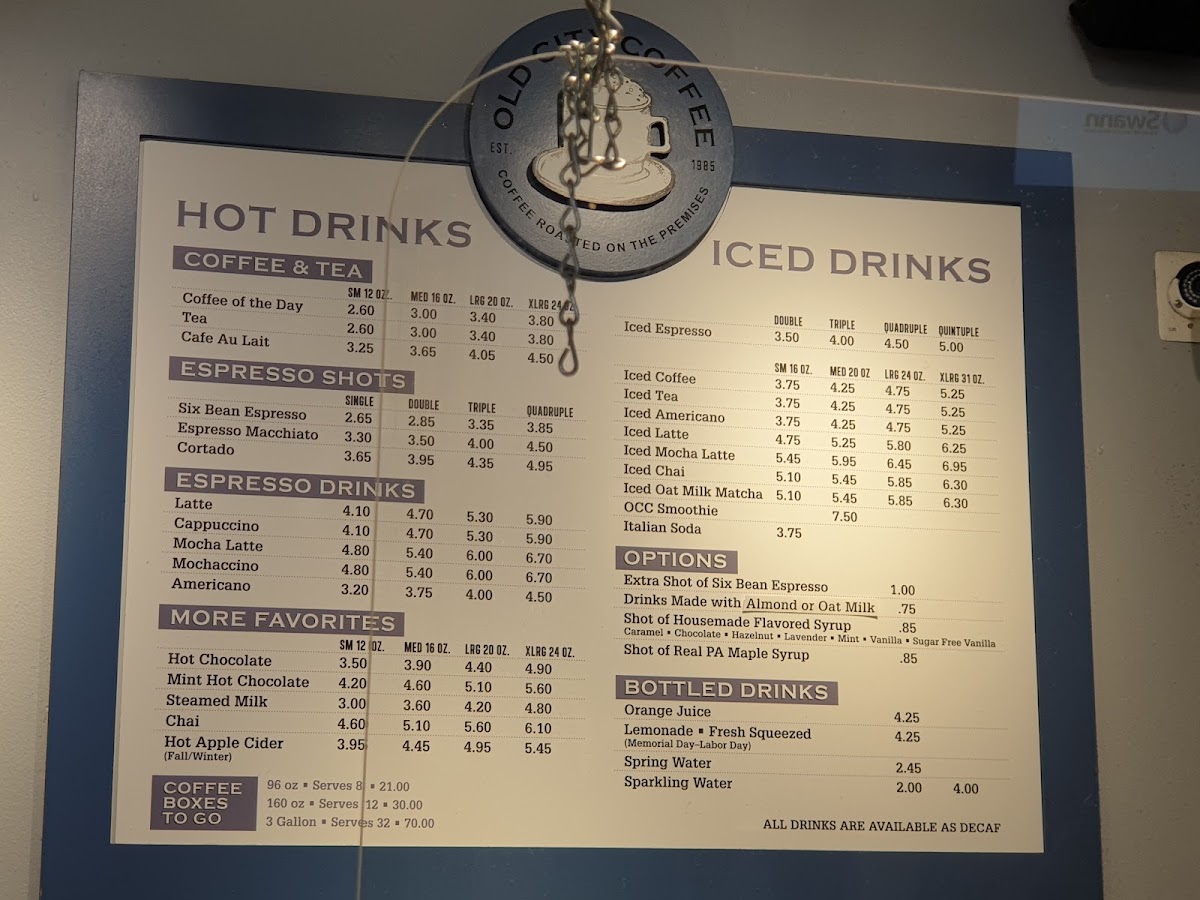 OLD CITY COFFEE
EST. 1985
COFFEE ROASTED ON THE PREMISES
Swann
HOT DRINKS
COFFEE & TEA
SM 12 OZ. MED 16 OZ. LRG 20 OZ. XLRG 24 OZ.
Coffee of the Day 2.60 3.00 3.40 3.80
Tea 2.60 3.00 3.40 3.80
Cafe Au Lait 3.25 3.65 4.05 4.50
ESPRESSO SHOTS
SINGLE DOUBLE TRIPLE QUADRUPLE
Six Bean Espresso 2.65 2.85 3.35 3.85
Espresso Macchiato 3.30 3.50 4.00 4.50
Cortado 3.65 3.95 4.35 4.95
ESPRESSO DRINKS
Latte 4.10 4.70 5.30 5.90
Cappuccino 4.10 4.70 5.30 5.90
Mocha Latte 4.80 5.40 6.00 6.70
Mochaccino 4.80 5.40 6.00 6.70
Americano 3.20 3.75 4.00 4.50
MORE FAVORITES
SM 12 OZ. MED 16 OZ. LRG 20 OZ. XLRG 24 OZ.
Hot Chocolate 3.50 3.90 4.40 4.90
Mint Hot Chocolate 4.20 4.60 5.10 5.60
Steamed Milk 3.00 3.60 4.20 4.80
Chai 4.60 5.10 5.60 6.10
Hot Apple Cider 3.95 4.45 4.95 5.45
(Fall/Winter)
COFFEE BOXES TO GO
96 oz ▪ Serves 8 ▪ 21.00
160 oz ▪ Serves 12 ▪ 30.00
3 Gallon ▪ Serves 32 ▪ 70.00
ICED DRINKS
DOUBLE TRIPLE QUADRUPLE QUINTUPLE
Iced Espresso 3.50 4.00 4.50 5.00
SM 16 OZ. MED 20 OZ LRG 24 OZ. XLRG 31 OZ.
Iced Coffee 3.75 4.25 4.75 5.25
Iced Tea 3.75 4.25 4.75 5.25
Iced Americano 3.75 4.25 4.75 5.25
Iced Latte 4.75 5.25 5.80 6.25
Iced Mocha Latte 5.45 5.95 6.45 6.95
Iced Chai 5.10 5.45 5.85 6.30
Iced Oat Milk Matcha 5.10 5.45 5.85 6.30
OCC Smoothie 7.50
Italian Soda 3.75
OPTIONS
Extra Shot of Six Bean Espresso 1.00
Drinks Made with Almond or Oat Milk .75
Shot of Housemade Flavored Syrup .85
Caramel ▪ Chocolate ▪ Hazelnut ▪ Lavender ▪ Mint ▪ Vanilla ▪ Sugar Free Vanilla
Shot of Real PA Maple Syrup .85
BOTTLED DRINKS
Orange Juice 4.25
Lemonade ▪ Fresh Squeezed 4.25
(Memorial Day–Labor Day)
Spring Water 2.45
Sparkling Water 2.00 4.00
ALL DRINKS ARE AVAILABLE AS DECAF